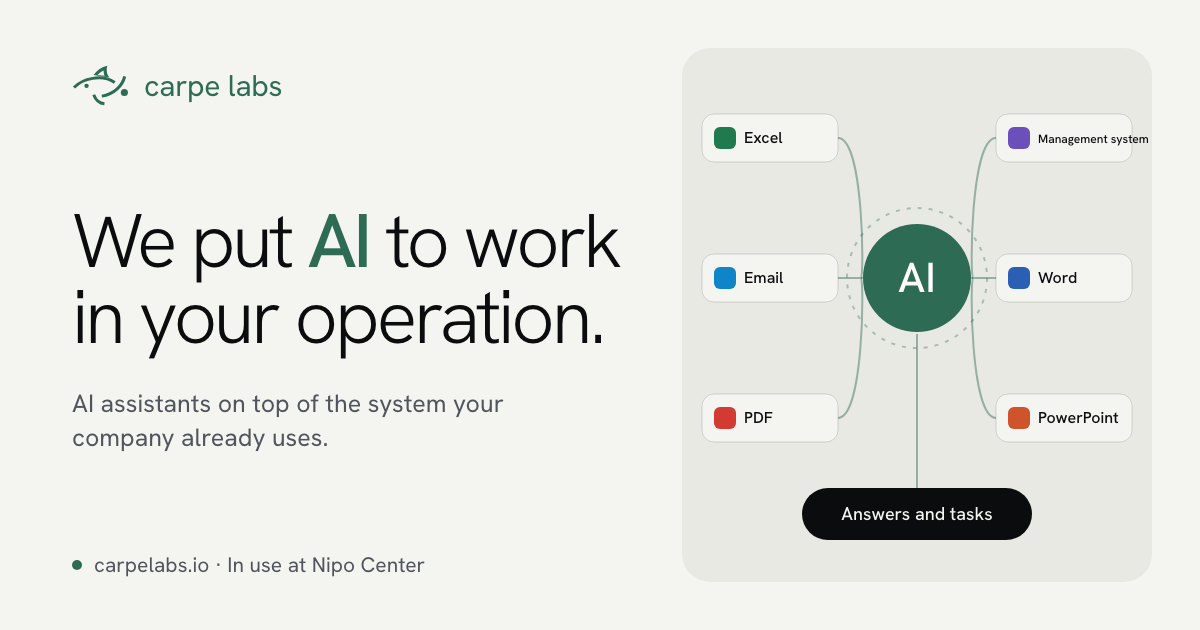 carpe labs
We put AI to work
in your operation.
AI assistants on top of the system your
company already uses.
carpelabs.io · In use at Nipo Center
Excel
Management system
Email
AI
Word
PDF
PowerPoint
Answers and tasks